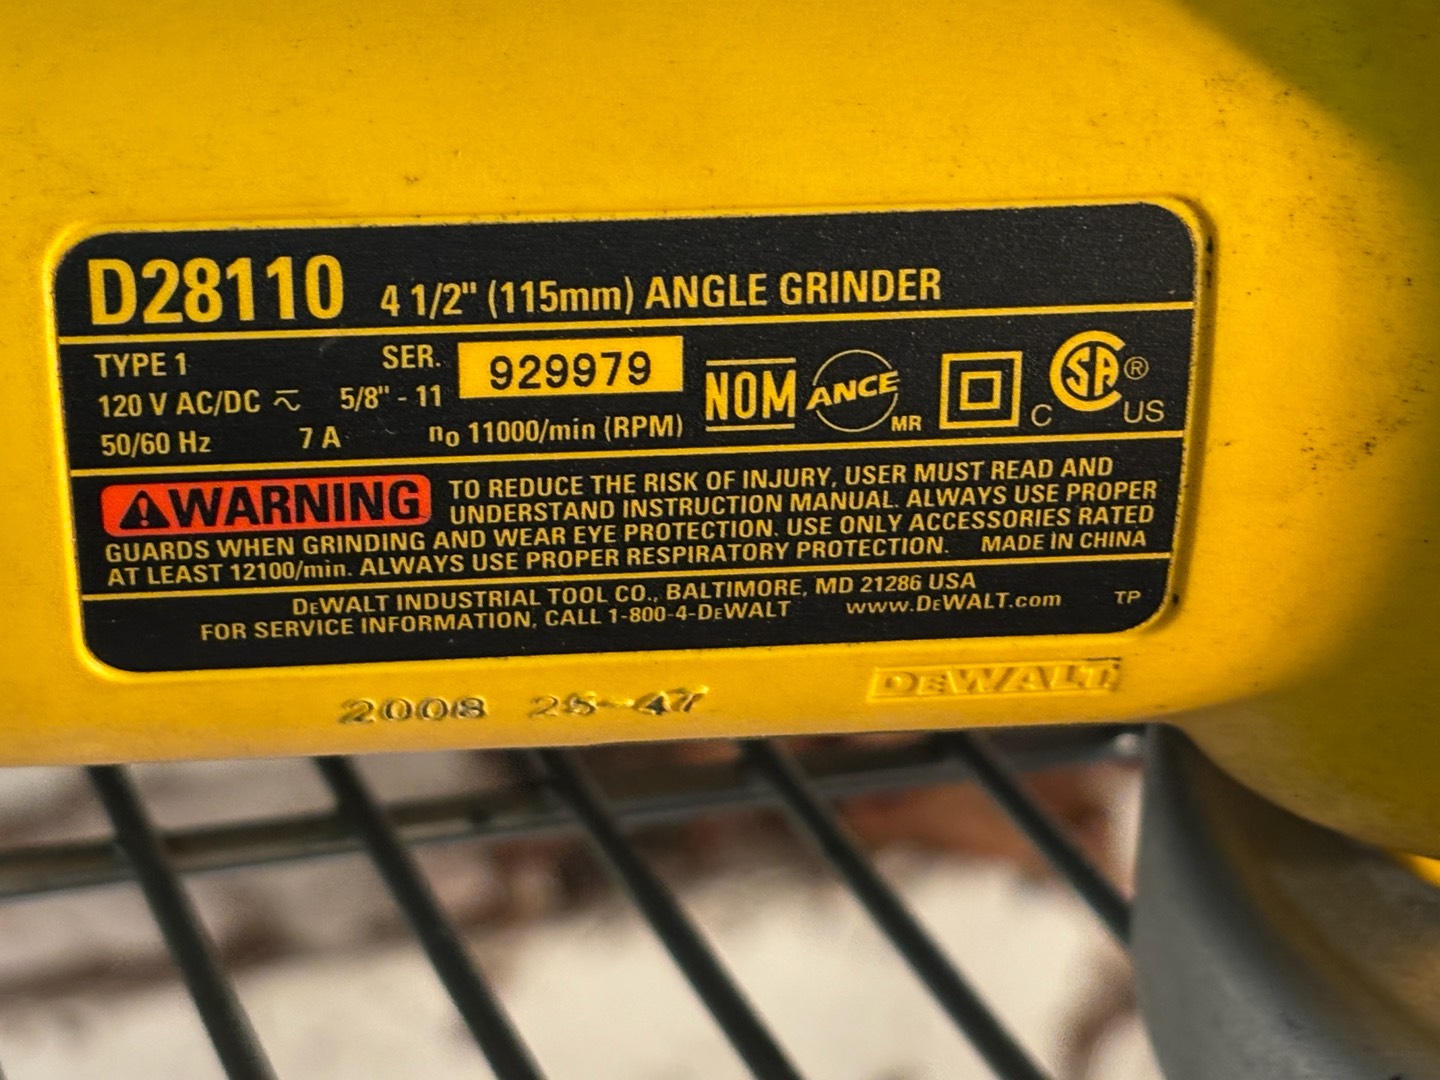 D28110 4 1/2" (115mm) ANGLE GRINDER
TYPE 1 SER. 929979
120 V AC/DC ⎓ ∼ 5/8" - 11
50/60 Hz 7 A n₀ 11000/min (RPM)
NOM ANCE MR C SA ® C US
⚠WARNING TO REDUCE THE RISK OF INJURY, USER MUST READ AND
UNDERSTAND INSTRUCTION MANUAL. ALWAYS USE PROPER
GUARDS WHEN GRINDING AND WEAR EYE PROTECTION. USE ONLY ACCESSORIES RATED
AT LEAST 12100/min. ALWAYS USE PROPER RESPIRATORY PROTECTION. MADE IN CHINA
DEWALT INDUSTRIAL TOOL CO., BALTIMORE, MD 21286 USA
FOR SERVICE INFORMATION, CALL 1-800-4-DEWALT www.DEWALT.com TP
2008 25-47 DEWALT